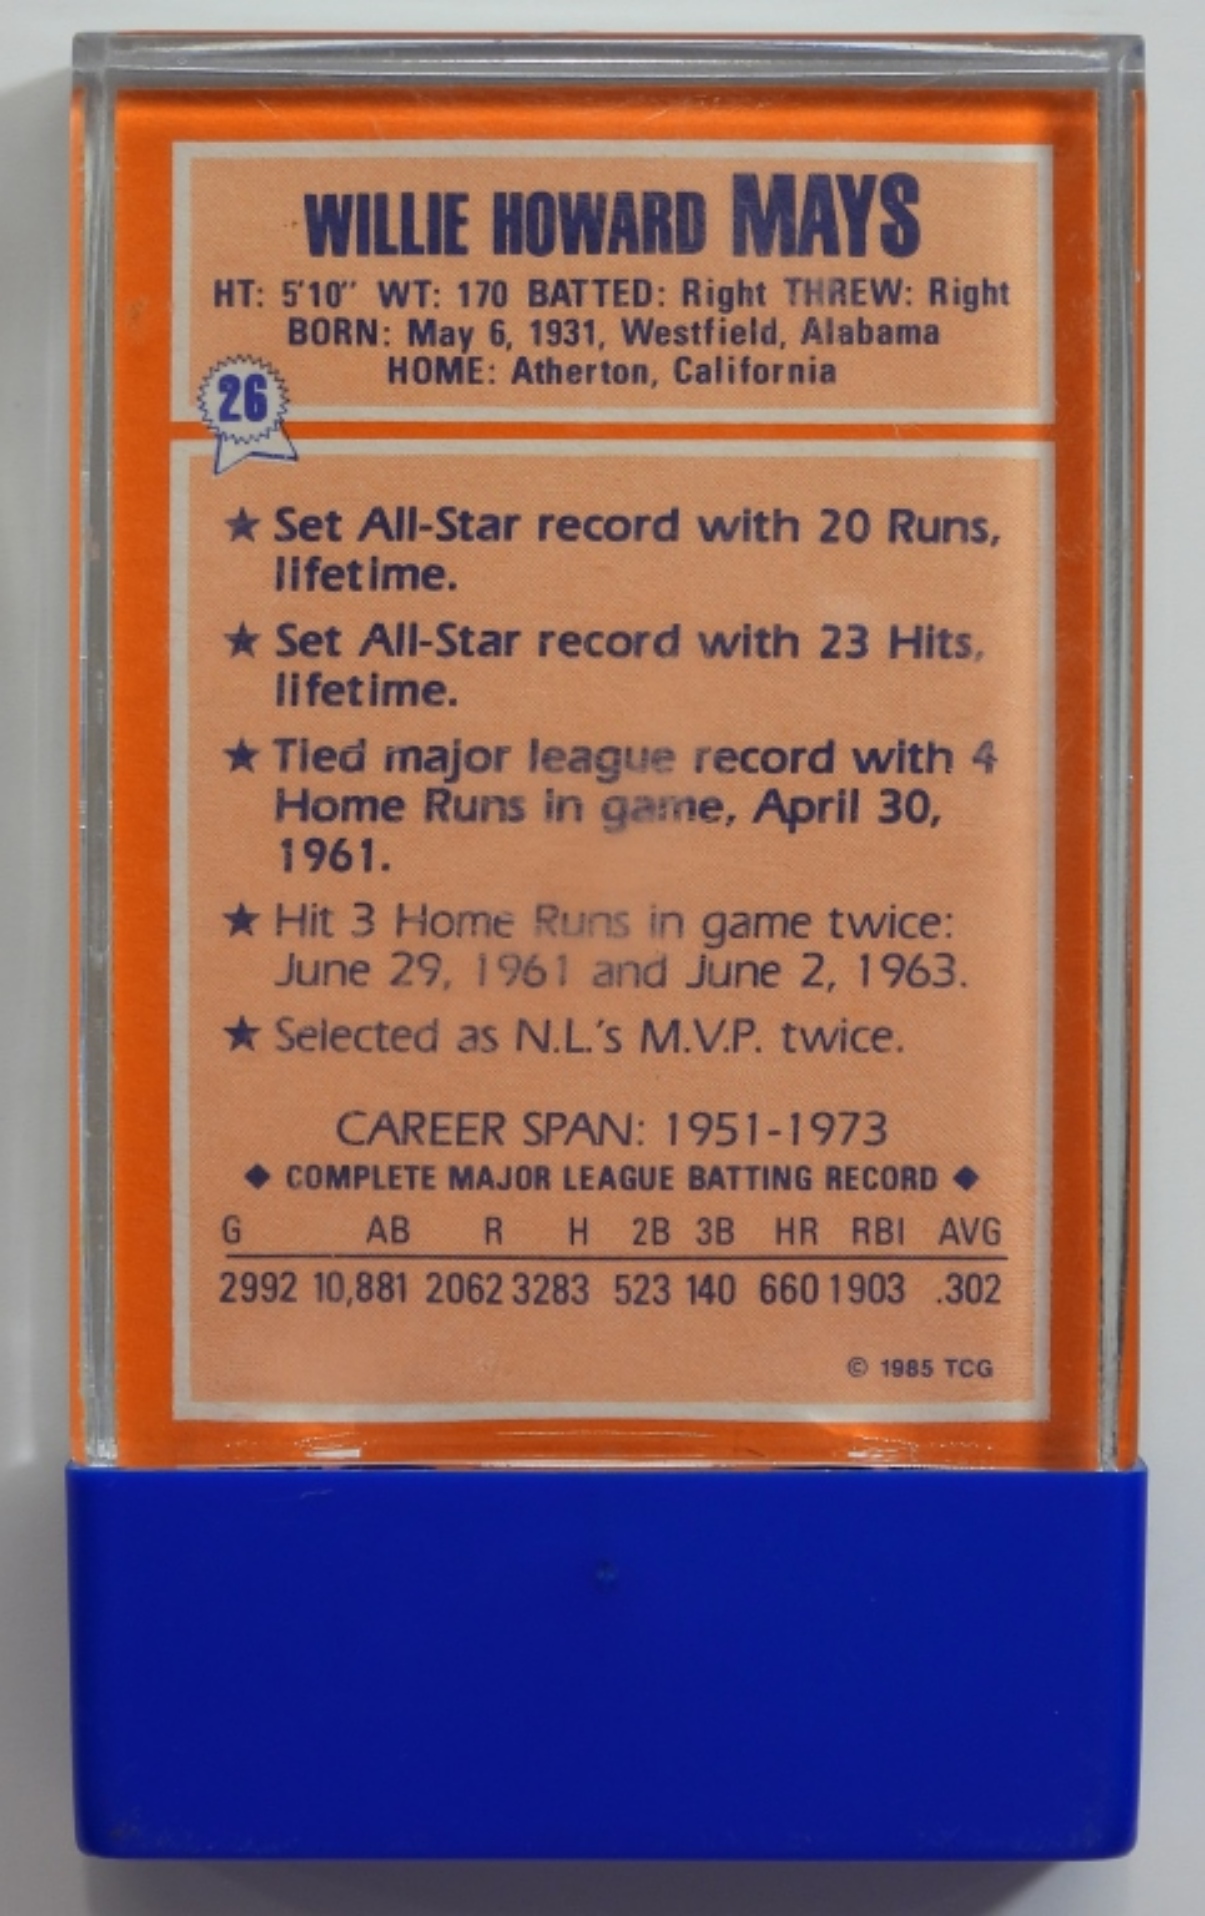 WILLIE HOWARD MAYS
HT: 5'10" WT: 170 BATTED: Right THREW: Right
BORN: May 6, 1931, Westfield, Alabama
HOME: Atherton, California
26
★ Set All-Star record with 20 Runs,
lifetime.
★ Set All-Star record with 23 Hits,
lifetime.
★ Tied major league record with 4
Home Runs in game, April 30,
1961.
★ Hit 3 Home Runs in game twice:
June 29, 1961 and June 2, 1963.
★ Selected as N.L.'s M.V.P. twice.
CAREER SPAN: 1951-1973
◆ COMPLETE MAJOR LEAGUE BATTING RECORD ◆
G AB R H 2B 3B HR RBI AVG
2992 10,881 2062 3283 523 140 660 1903 .302
© 1985 TCG